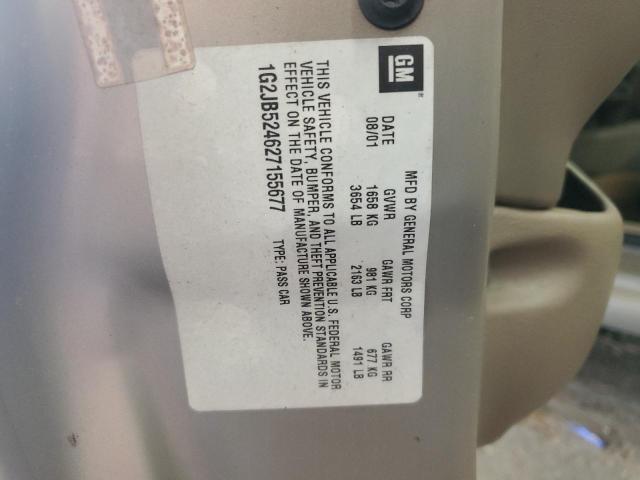 GM®
MFD BY GENERAL MOTORS CORP
DATE GVWR GAWR FRT GAWR RR
08/01 1658 KG 981 KG 677 KG
3654 LB 2163 LB 1491 LB
THIS VEHICLE CONFORMS TO ALL APPLICABLE U.S. FEDERAL MOTOR
VEHICLE SAFETY, BUMPER, AND THEFT PREVENTION STANDARDS IN
EFFECT ON THE DATE OF MANUFACTURE SHOWN ABOVE.
1G2JB524627155677 TYPE: PASS CAR